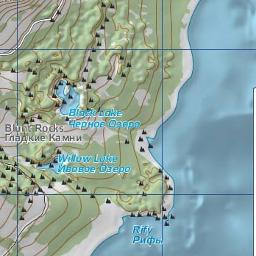 Black Lake
Черное Озеро
Blunt Rocks
Гладкие Камни
Willow Lake
Ивовое Озеро
Rify
Рифы